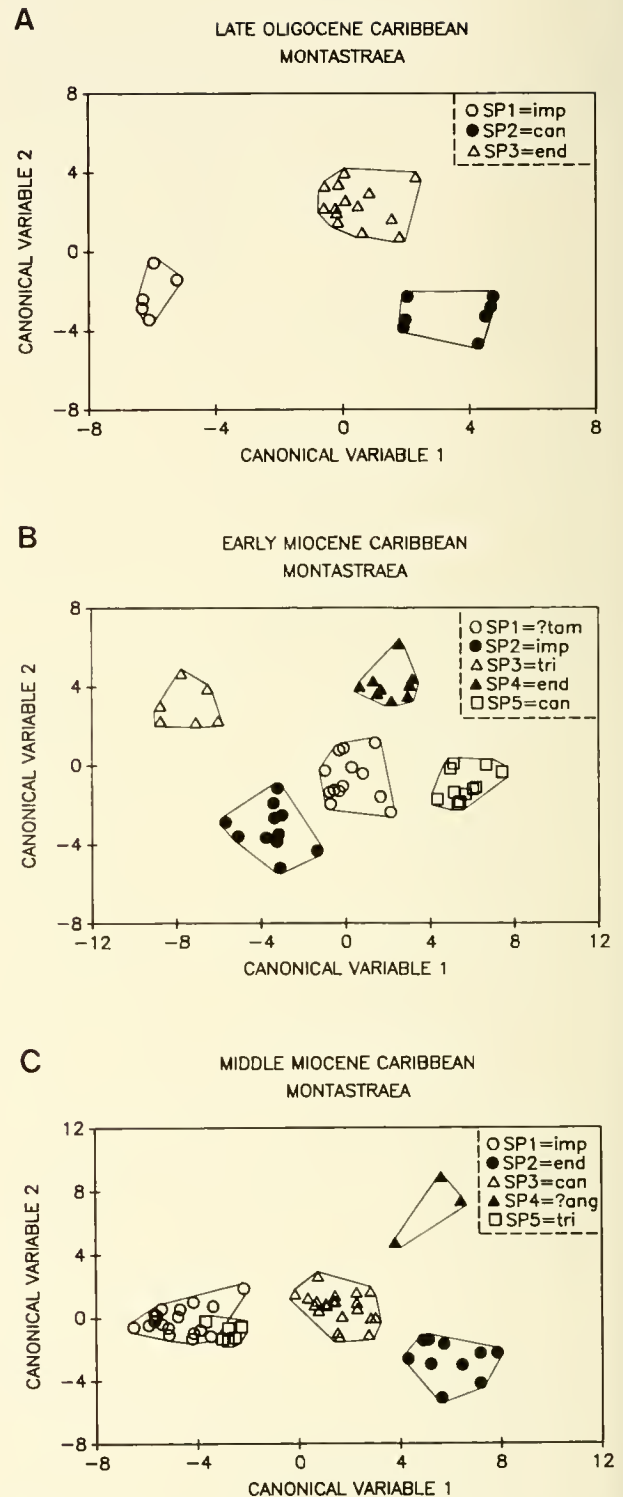 A
LATE OLIGOCENE CARIBBEAN
MONTASTRAEA
8
4
0
−4
−8
CANONICAL VARIABLE 2
SP1=imp
SP2=can
SP3=end
−8 −4 0 4 8
CANONICAL VARIABLE 1
B
EARLY MIOCENE CARIBBEAN
MONTASTRAEA
8
4
0
−4
−8
CANONICAL VARIABLE 2
SP1=?tam
SP2=imp
SP3=tri
SP4=end
SP5=can
−12 −8 −4 0 4 8 12
CANONICAL VARIABLE 1
C
MIDDLE MIOCENE CARIBBEAN
MONTASTRAEA
12
8
4
0
−4
−8
CANONICAL VARIABLE 2
SP1=imp
SP2=end
SP3=can
SP4=?ang
SP5=tri
−8 −4 0 4 8 12
CANONICAL VARIABLE 1